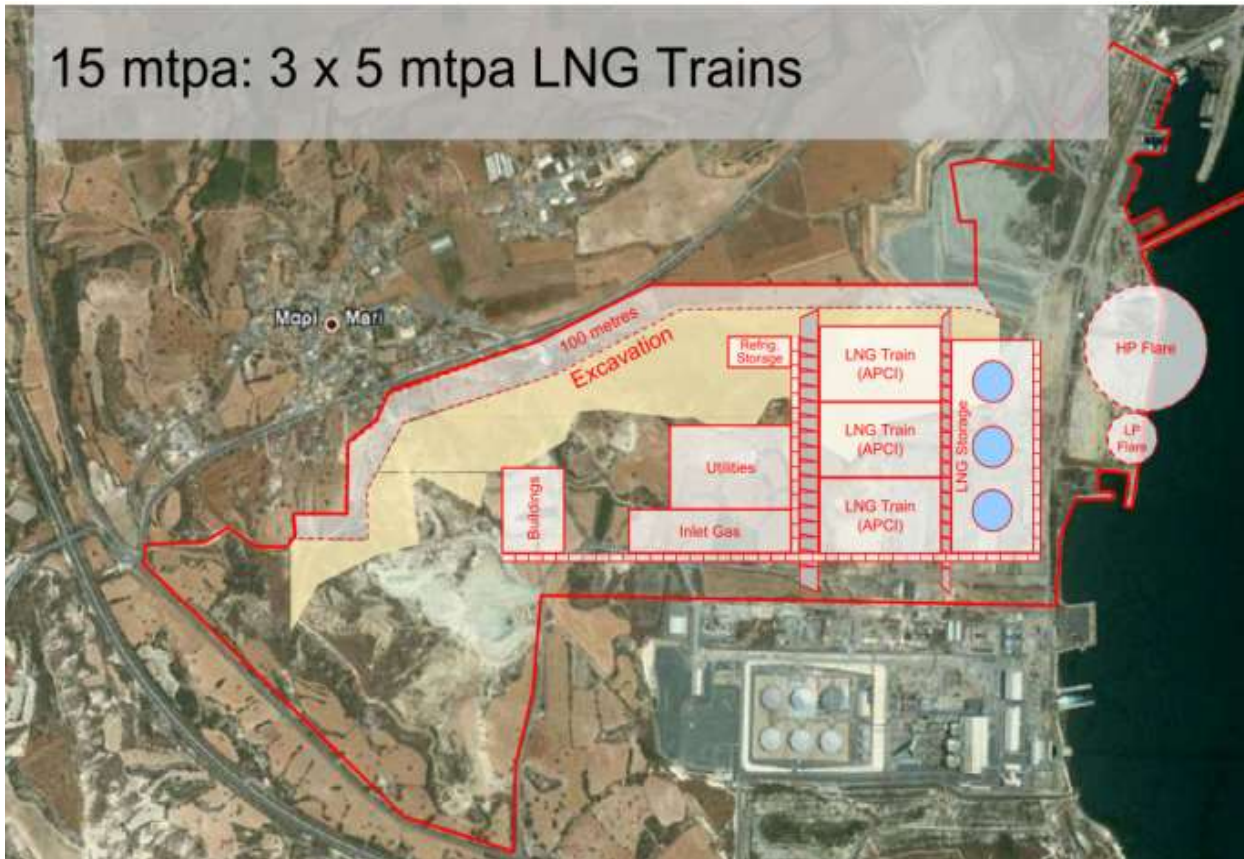 15 mtpa: 3 x 5 mtpa LNG Trains
Μαρι Mari
100 metres
Excavation
Refrig.
Storage
LNG Train
(APCI)
HP Flare
LNG Train
(APCI)
LNG Storage
LP
Flare
Utilities
Buildings
LNG Train
(APCI)
Inlet Gas